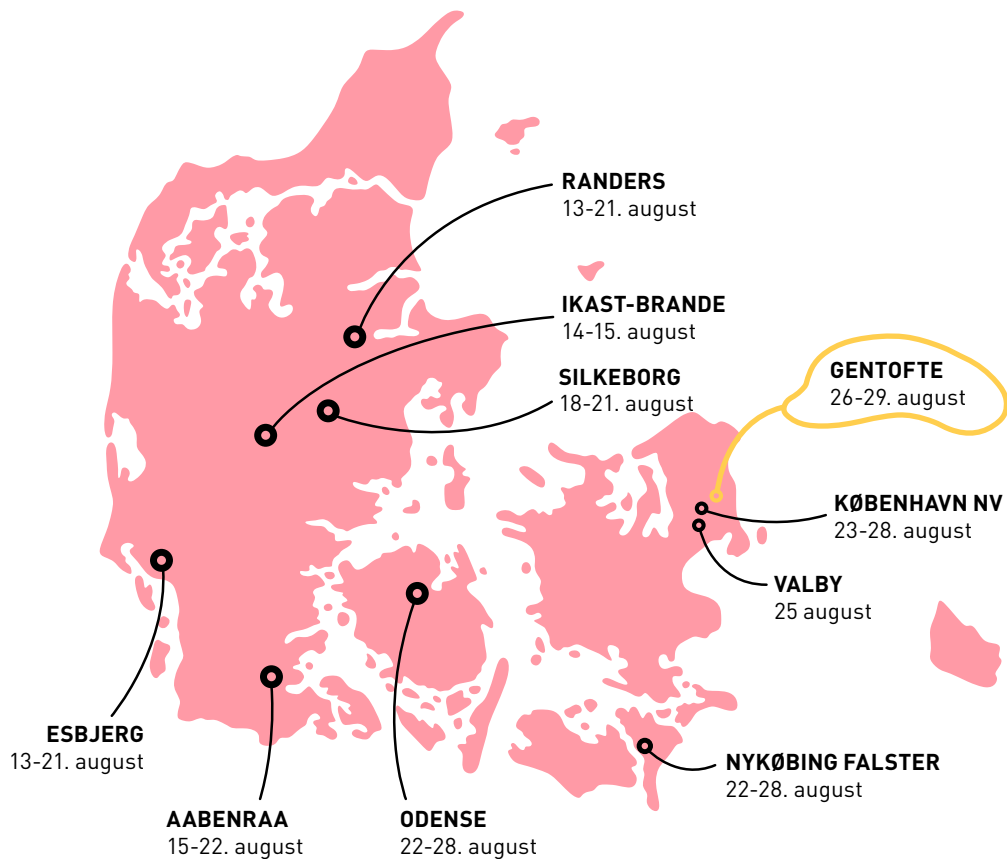 RANDERS
13-21. august
IKAST-BRANDE
14-15. august
SILKEBORG
18-21. august
GENTOFTE
26-29. august
KØBENHAVN NV
23-28. august
VALBY
25 august
ESBJERG
13-21. august
NYKØBING FALSTER
22-28. august
AABENRAA
15-22. august
ODENSE
22-28. august